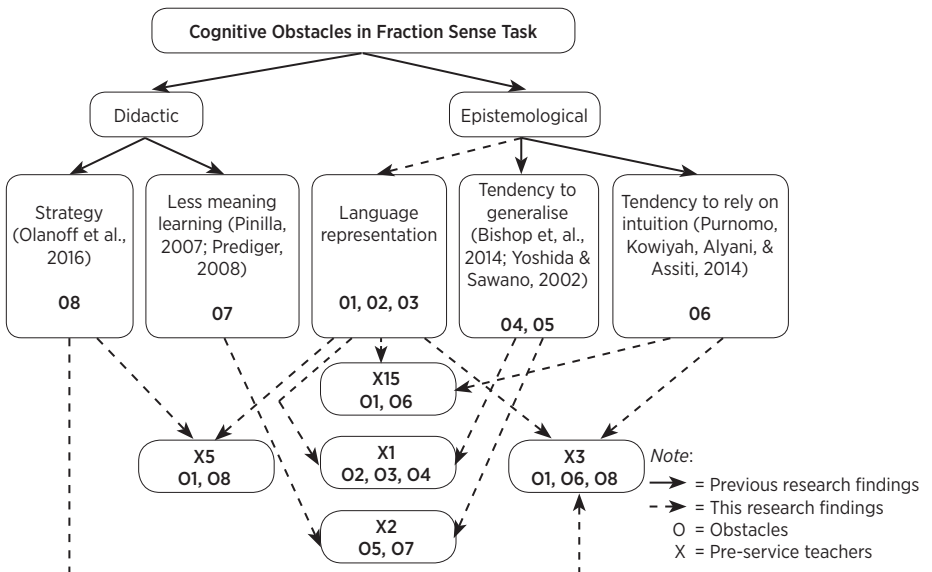 Cognitive Obstacles in Fraction Sense Task
Didactic
Epistemological
Strategy
(Olanoff et al.,
2016)
O8
Less meaning
learning (Pinilla,
2007; Prediger,
2008)
O7
Language
representation
O1, O2, O3
Tendency to
generalise
(Bishop et, al.,
2014; Yoshida &
Sawano, 2002)
O4, O5
Tendency to rely on
intuition (Purnomo,
Kowiyah, Alyani, &
Assiti, 2014)
O6
X15
O1, O6
X5
O1, O8
X1
O2, O3, O4
X3
O1, O6, O8
X2
O5, O7
Note:
= Previous research findings
= This research findings
O = Obstacles
X = Pre-service teachers